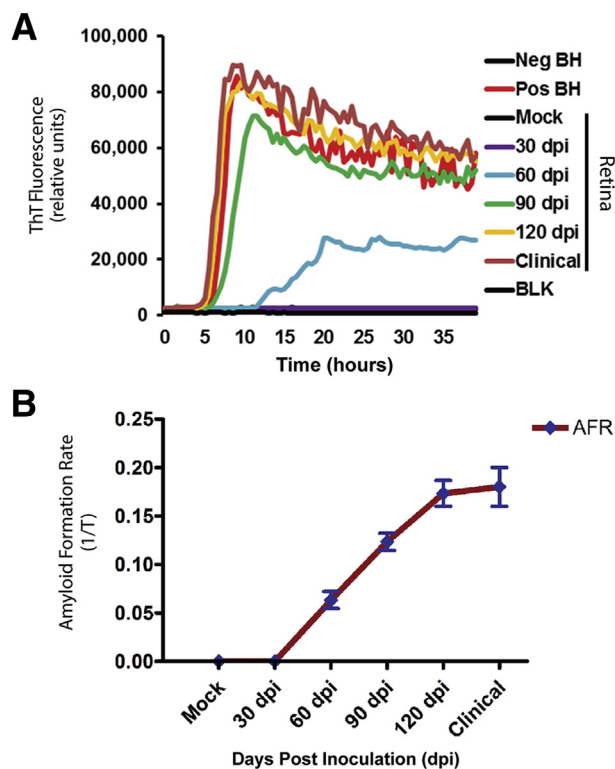 A
100,000
80,000
60,000
40,000
20,000
0
ThT Fluorescence
(relative units)
0 5 10 15 20 25 30 35
Time (hours)
Neg BH
Pos BH
Mock
30 dpi
60 dpi
90 dpi
120 dpi
Clinical
BLK
Retina
B
0.25
0.20
0.15
0.10
0.05
0.00
Amyloid Formation Rate
(1/T)
AFR
Mock
30 dpi
60 dpi
90 dpi
120 dpi
Clinical
Days Post Inoculation (dpi)